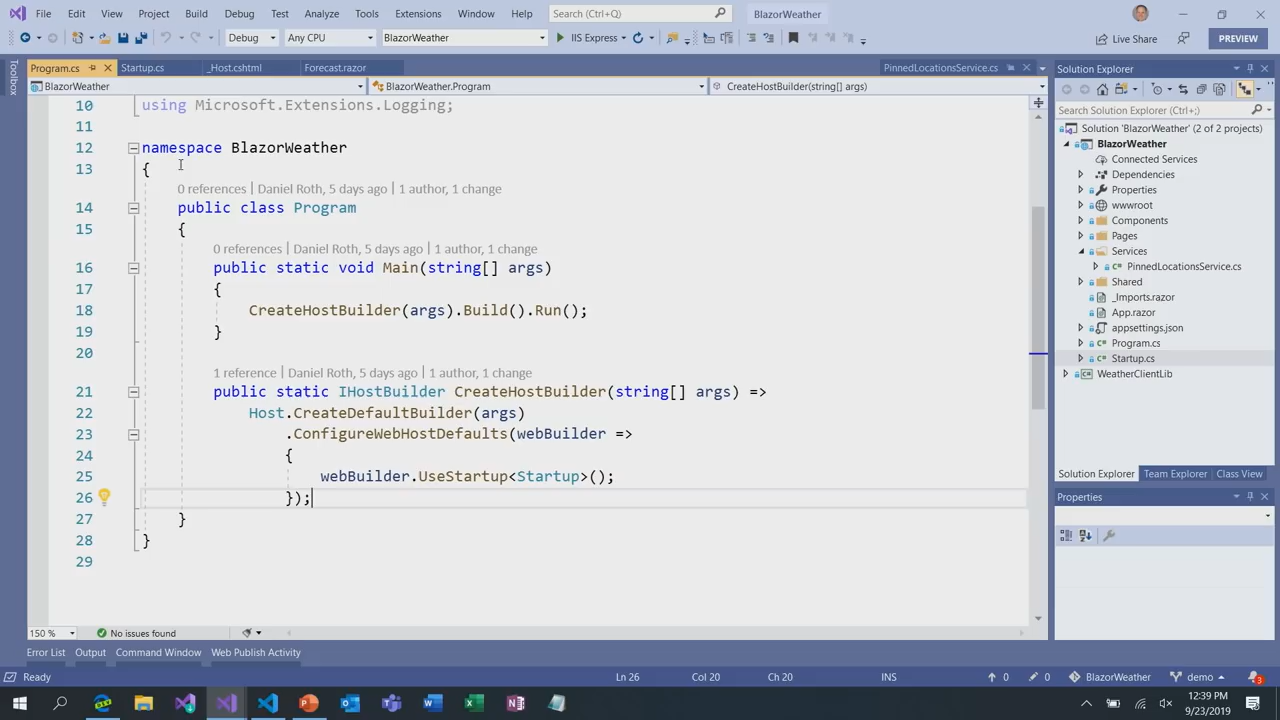 File Edit View Project Build Debug Test Analyze Tools Extensions Window Help Search (Ctrl+Q) BlazorWeather
Debug Any CPU BlazorWeather IIS Express Live Share PREVIEW
Toolbox
Program.cs Startup.cs _Host.cshtml Forecast.razor PinnedLocationsService.cs
BlazorWeather BlazorWeather.Program CreateHostBuilder(string[] args)
10 using Microsoft.Extensions.Logging;
11
12 namespace BlazorWeather
13 {
0 references | Daniel Roth, 5 days ago | 1 author, 1 change
14 public class Program
15 {
0 references | Daniel Roth, 5 days ago | 1 author, 1 change
16 public static void Main(string[] args)
17 {
18 CreateHostBuilder(args).Build().Run();
19 }
20
1 reference | Daniel Roth, 5 days ago | 1 author, 1 change
21 public static IHostBuilder CreateHostBuilder(string[] args) =>
22 Host.CreateDefaultBuilder(args)
23 .ConfigureWebHostDefaults(webBuilder =>
24 {
25 webBuilder.UseStartup<Startup>();
26 });
27 }
28 }
29
150 % No issues found
Solution Explorer
Search Solution Explorer (Ctrl+;)
Solution 'BlazorWeather' (2 of 2 projects)
BlazorWeather
Connected Services
Dependencies
Properties
wwwroot
Components
Pages
Services
C# PinnedLocationsService.cs
Shared
_Imports.razor
App.razor
appsettings.json
C# Program.cs
C# Startup.cs
WeatherClientLib
Solution Explorer Team Explorer Class View
Properties
Error List Output Command Window Web Publish Activity
Ready Ln 26 Col 20 Ch 20 INS 0 0 BlazorWeather demo 3
12:39 PM
9/23/2019